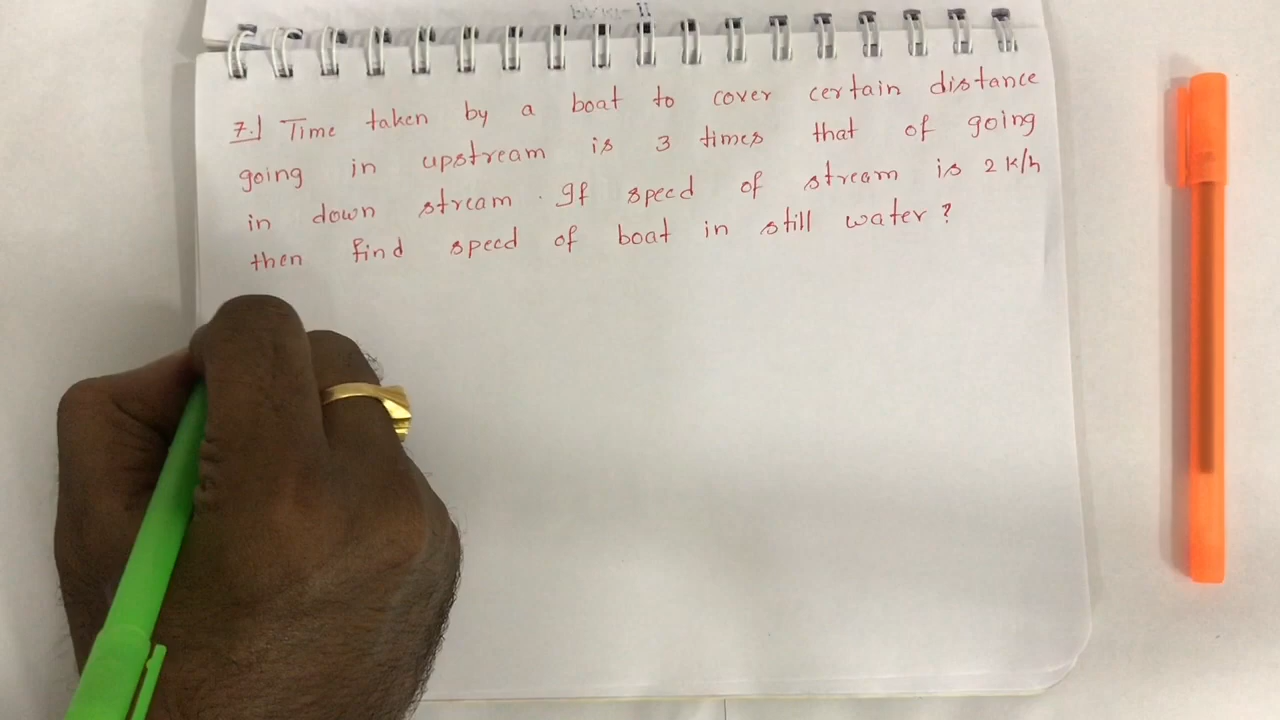 7.) Time taken by a boat to cover certain distance
going in upstream is 3 times that of going
in down stream. If speed of stream is 2 k/h
then find speed of boat in still water?